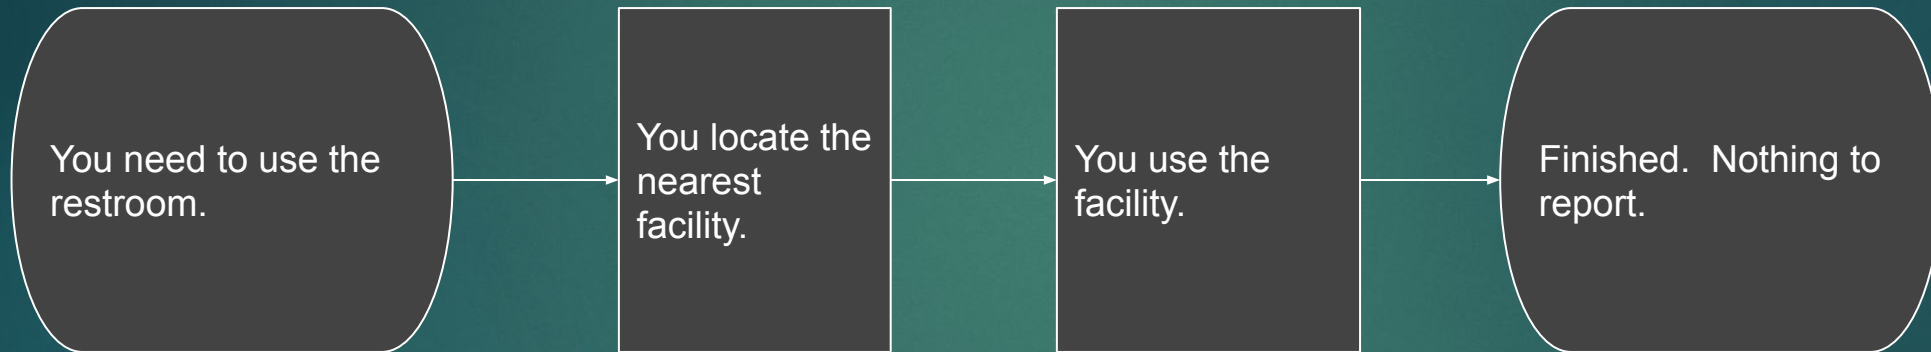 You need to use the
restroom.
You locate the
nearest
facility.
You use the
facility.
Finished.  Nothing to
report.